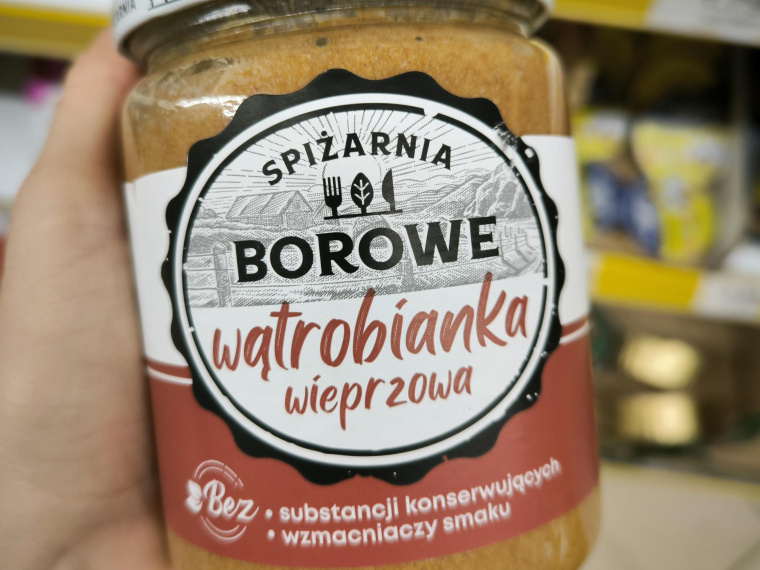 SPIŻARNIA
BOROWE
wątrobianka
wieprzowa
Bez
• substancji konserwujących
• wzmacniaczy smaku